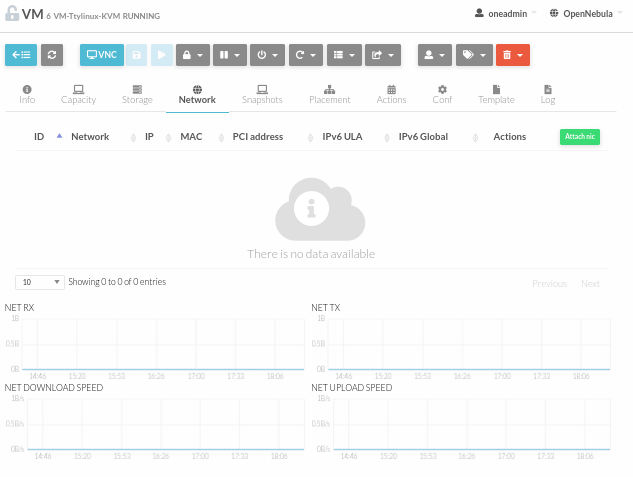 VM 6 VM-Ttylinux-KVM RUNNING oneadmin OpenNebula
VNC
Info Capacity Storage Network Snapshots Placement Actions Conf Template Log
ID Network IP MAC PCI address IPv6 ULA IPv6 Global Actions Attach nic
There is no data available
10 Showing 0 to 0 of 0 entries Previous Next
NET RX NET TX
1B 1B
0.5B 0.5B
0B 0B
14:46 15:20 15:53 16:26 17:00 17:33 18:06 14:46 15:20 15:53 16:26 17:00 17:33 18:06
NET DOWNLOAD SPEED NET UPLOAD SPEED
1B/s 1B/s
0.5B/s 0.5B/s
0B/s 0B/s
14:46 15:20 15:53 16:26 17:00 17:33 18:06 14:46 15:20 15:53 16:26 17:00 17:33 18:06